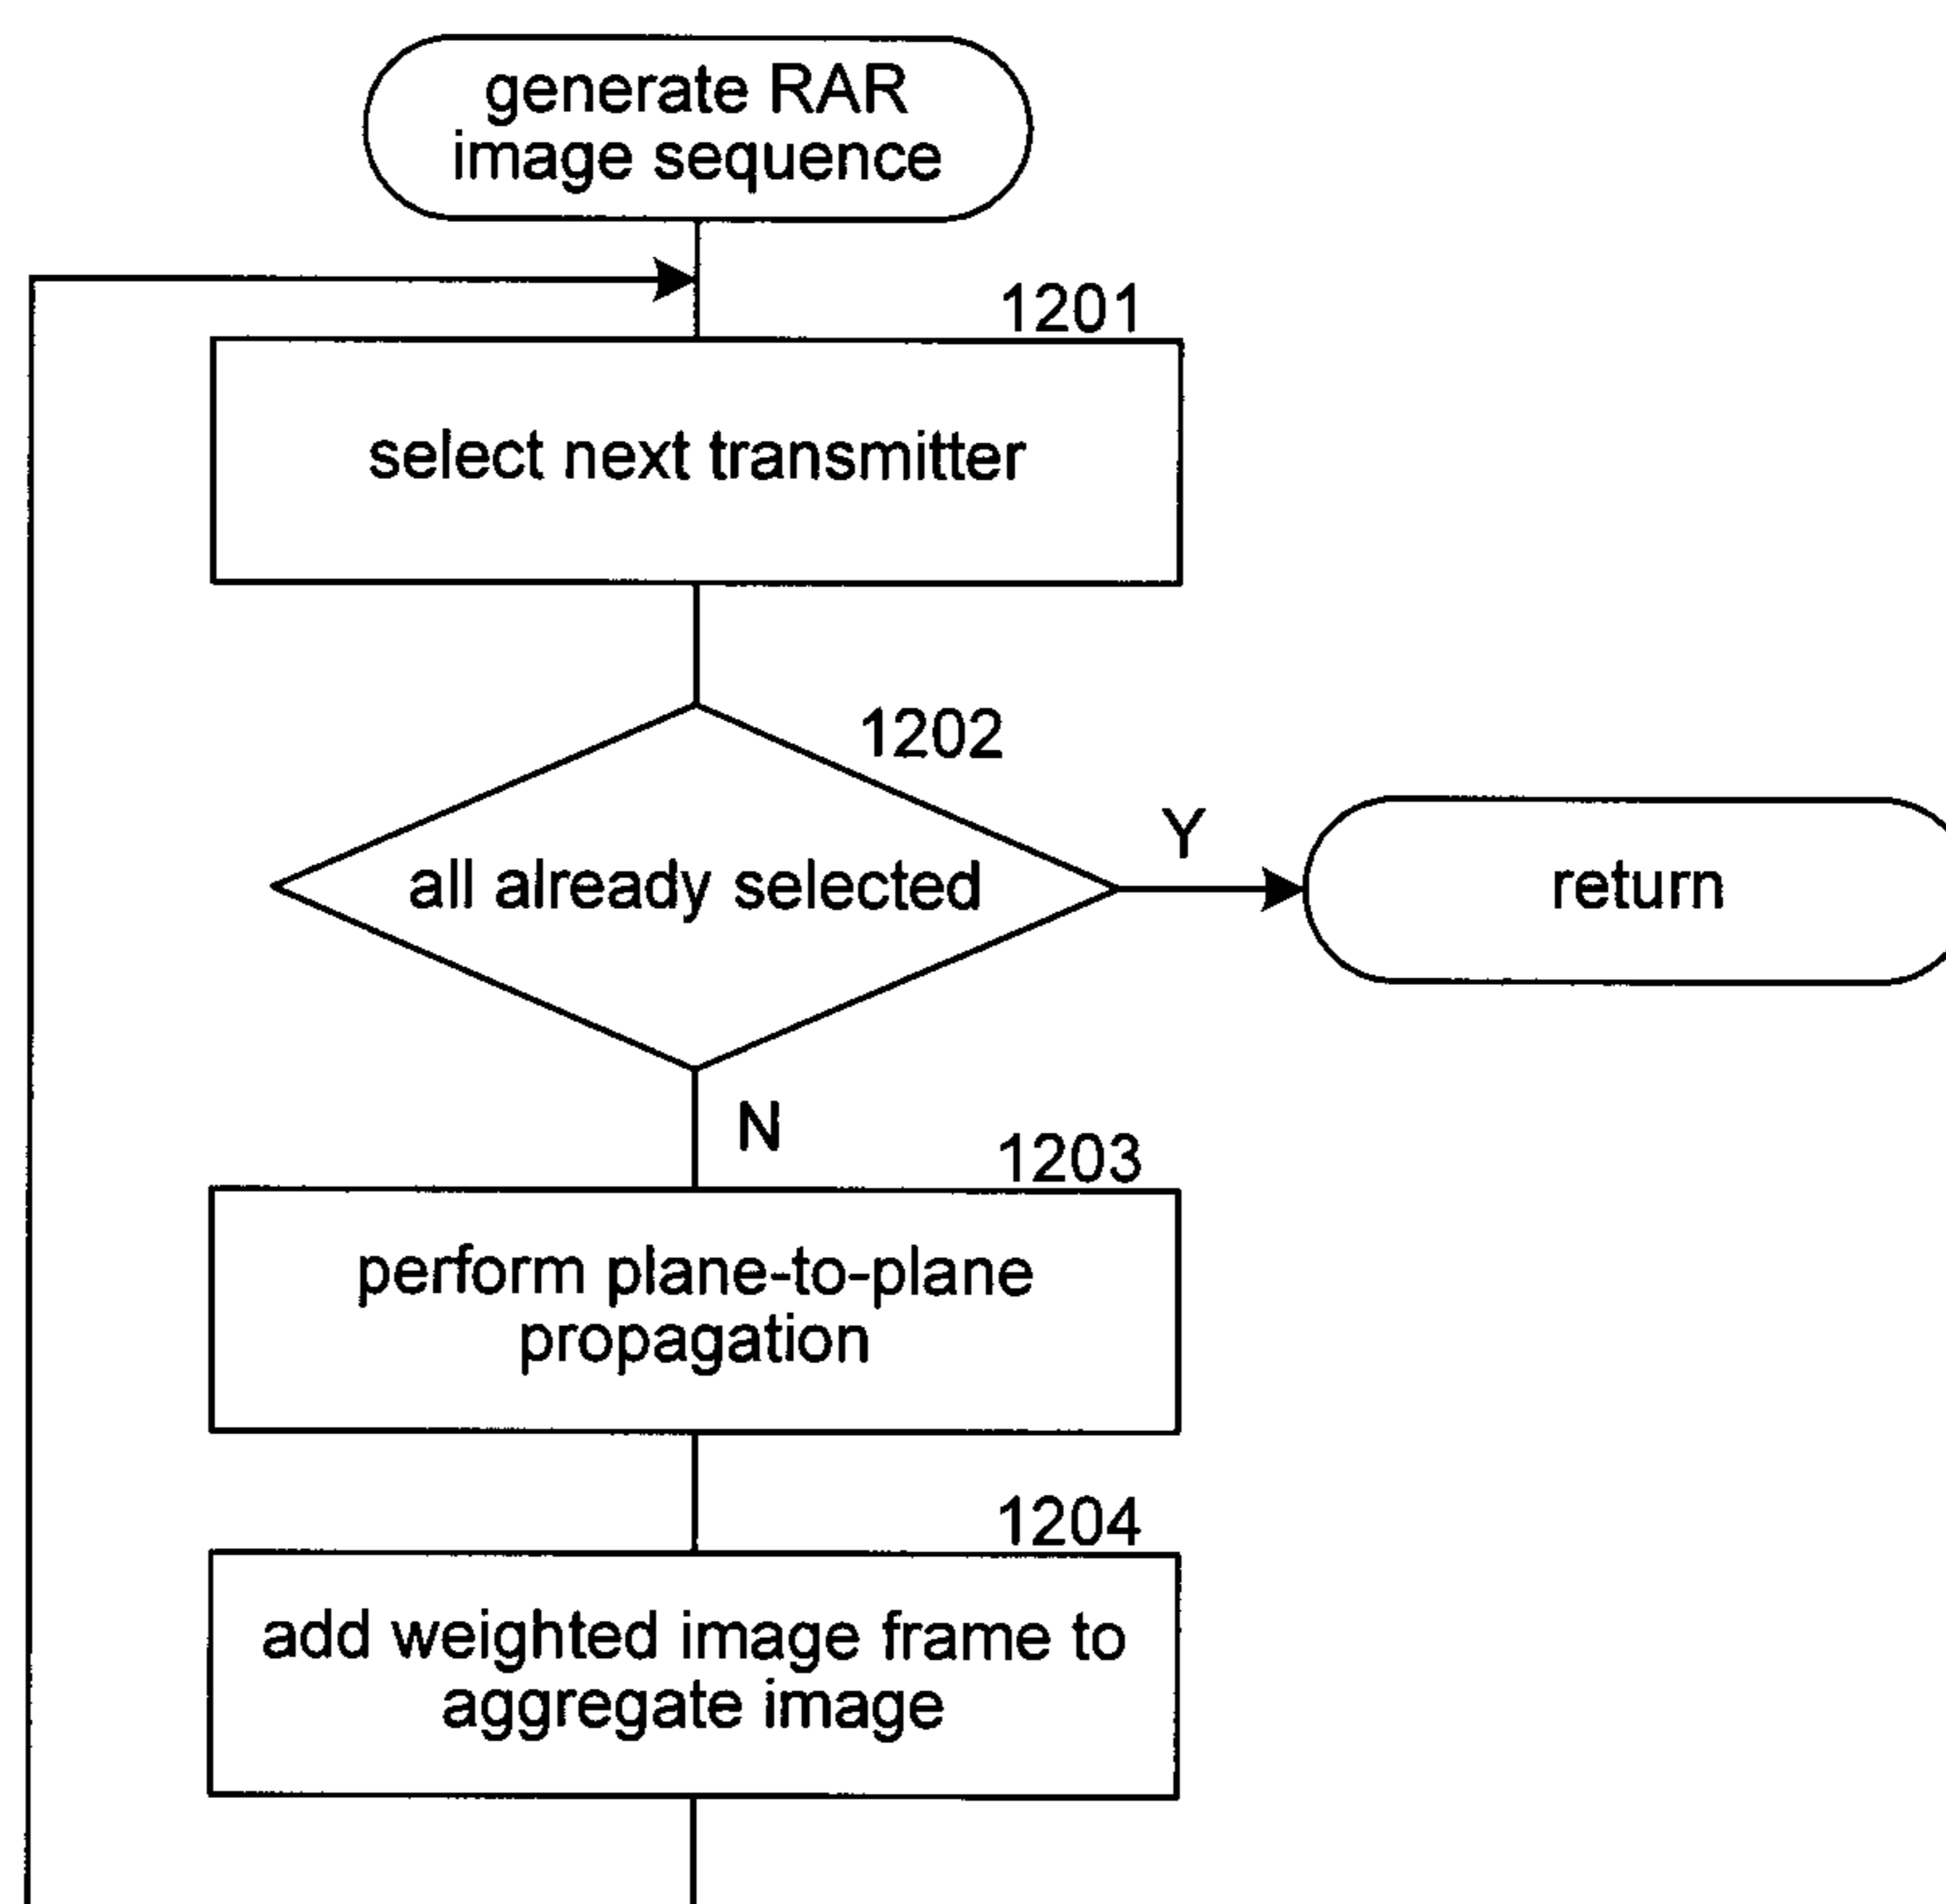 generate RAR
image sequence
1201
select next transmitter
1202
all already selected
Y
return
N
1203
perform plane-to-plane
propagation
1204
add weighted image frame to
aggregate image